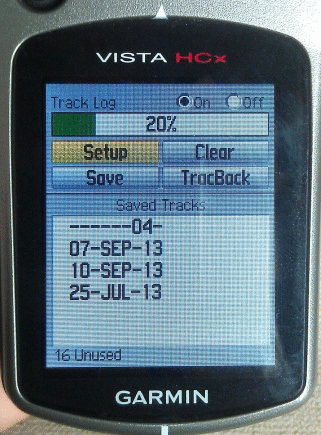 VISTA HCx
Track Log On Off
20%
Setup Clear
Save TracBack
Saved Tracks
------04-
07-SEP-13
10-SEP-13
25-JUL-13
16 Unused
GARMIN